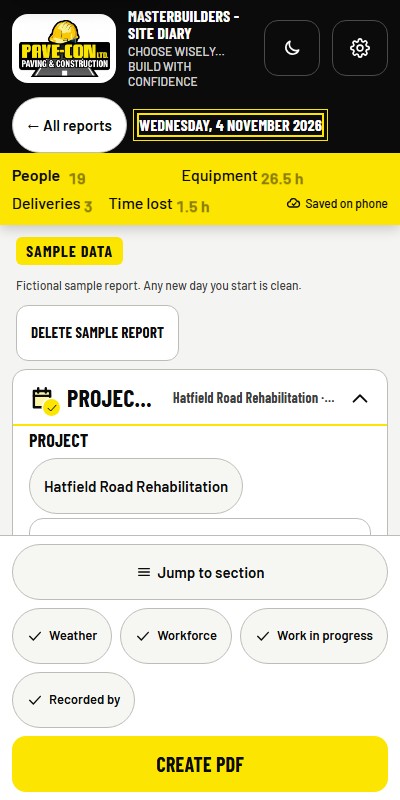 PAVE-CON LTD.
PAVING & CONSTRUCTION
MASTERBUILDERS -
SITE DIARY
CHOOSE WISELY...
BUILD WITH
CONFIDENCE
← All reports
WEDNESDAY, 4 NOVEMBER 2026
People 19
Equipment 26.5 h
Deliveries 3
Time lost 1.5 h
Saved on phone
SAMPLE DATA
Fictional sample report. Any new day you start is clean.
DELETE SAMPLE REPORT
PROJEC...
Hatfield Road Rehabilitation ·...
PROJECT
Hatfield Road Rehabilitation
Jump to section
Weather
Workforce
Work in progress
Recorded by
CREATE PDF